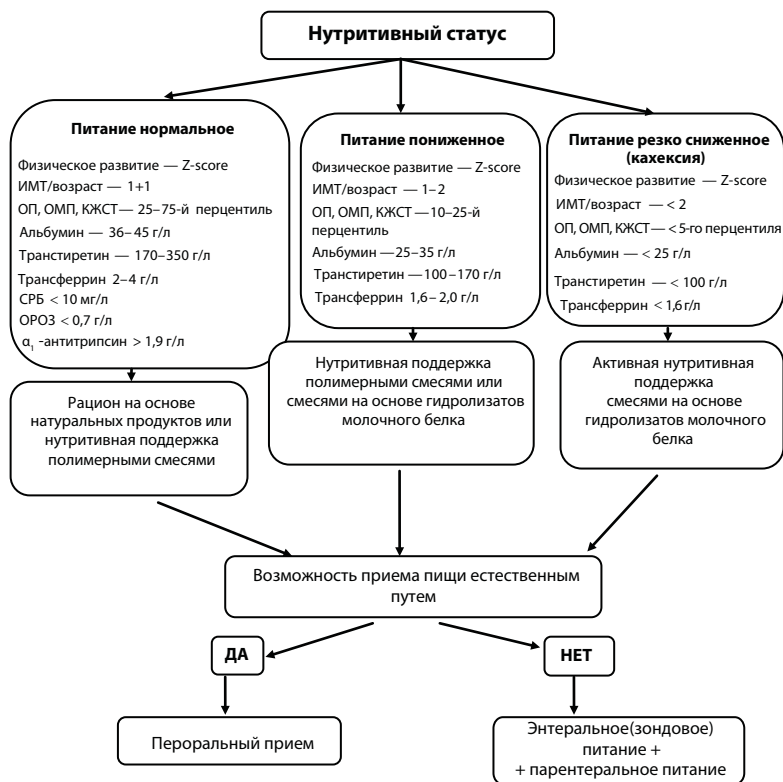 Нутритивный статус
Питание нормальное
Физическое развитие — Z-score
ИМТ/возраст — 1+1
ОП, ОМП, КЖСТ — 25–75-й перцентиль
Альбумин — 36–45 г/л
Транстиретин — 170–350 г/л
Трансферрин 2–4 г/л
СРБ < 10 мг/л
ОРОЗ < 0,7 г/л
α₁ -антитрипсин > 1,9 г/л
Питание пониженное
Физическое развитие — Z-score
ИМТ/возраст — 1–2
ОП, ОМП, КЖСТ —10–25-й
перцентиль
Альбумин —25–35 г/л
Транстиретин —100–170 г/л
Трансферрин 1,6–2,0 г/л
Питание резко сниженное
(кахексия)
Физическое развитие — Z-score
ИМТ/возраст — < 2
ОП, ОМП, КЖСТ — <5-го перцентиля
Альбумин — < 25 г/л
Транстиретин — < 100 г/л
Трансферрин < 1,6 г/л
Рацион на основе
натуральных продуктов или
нутритивная поддержка
полимерными смесями
Нутритивная поддержка
полимерными смесями или
смесями на основе гидролизатов
молочного белка
Активная нутритивная
поддержка
смесями на основе
гидролизатов молочного
белка
Возможность приема пищи естественным
путем
ДА
НЕТ
Пероральный прием
Энтеральное(зондовое)
питание +
+ парентеральное питание